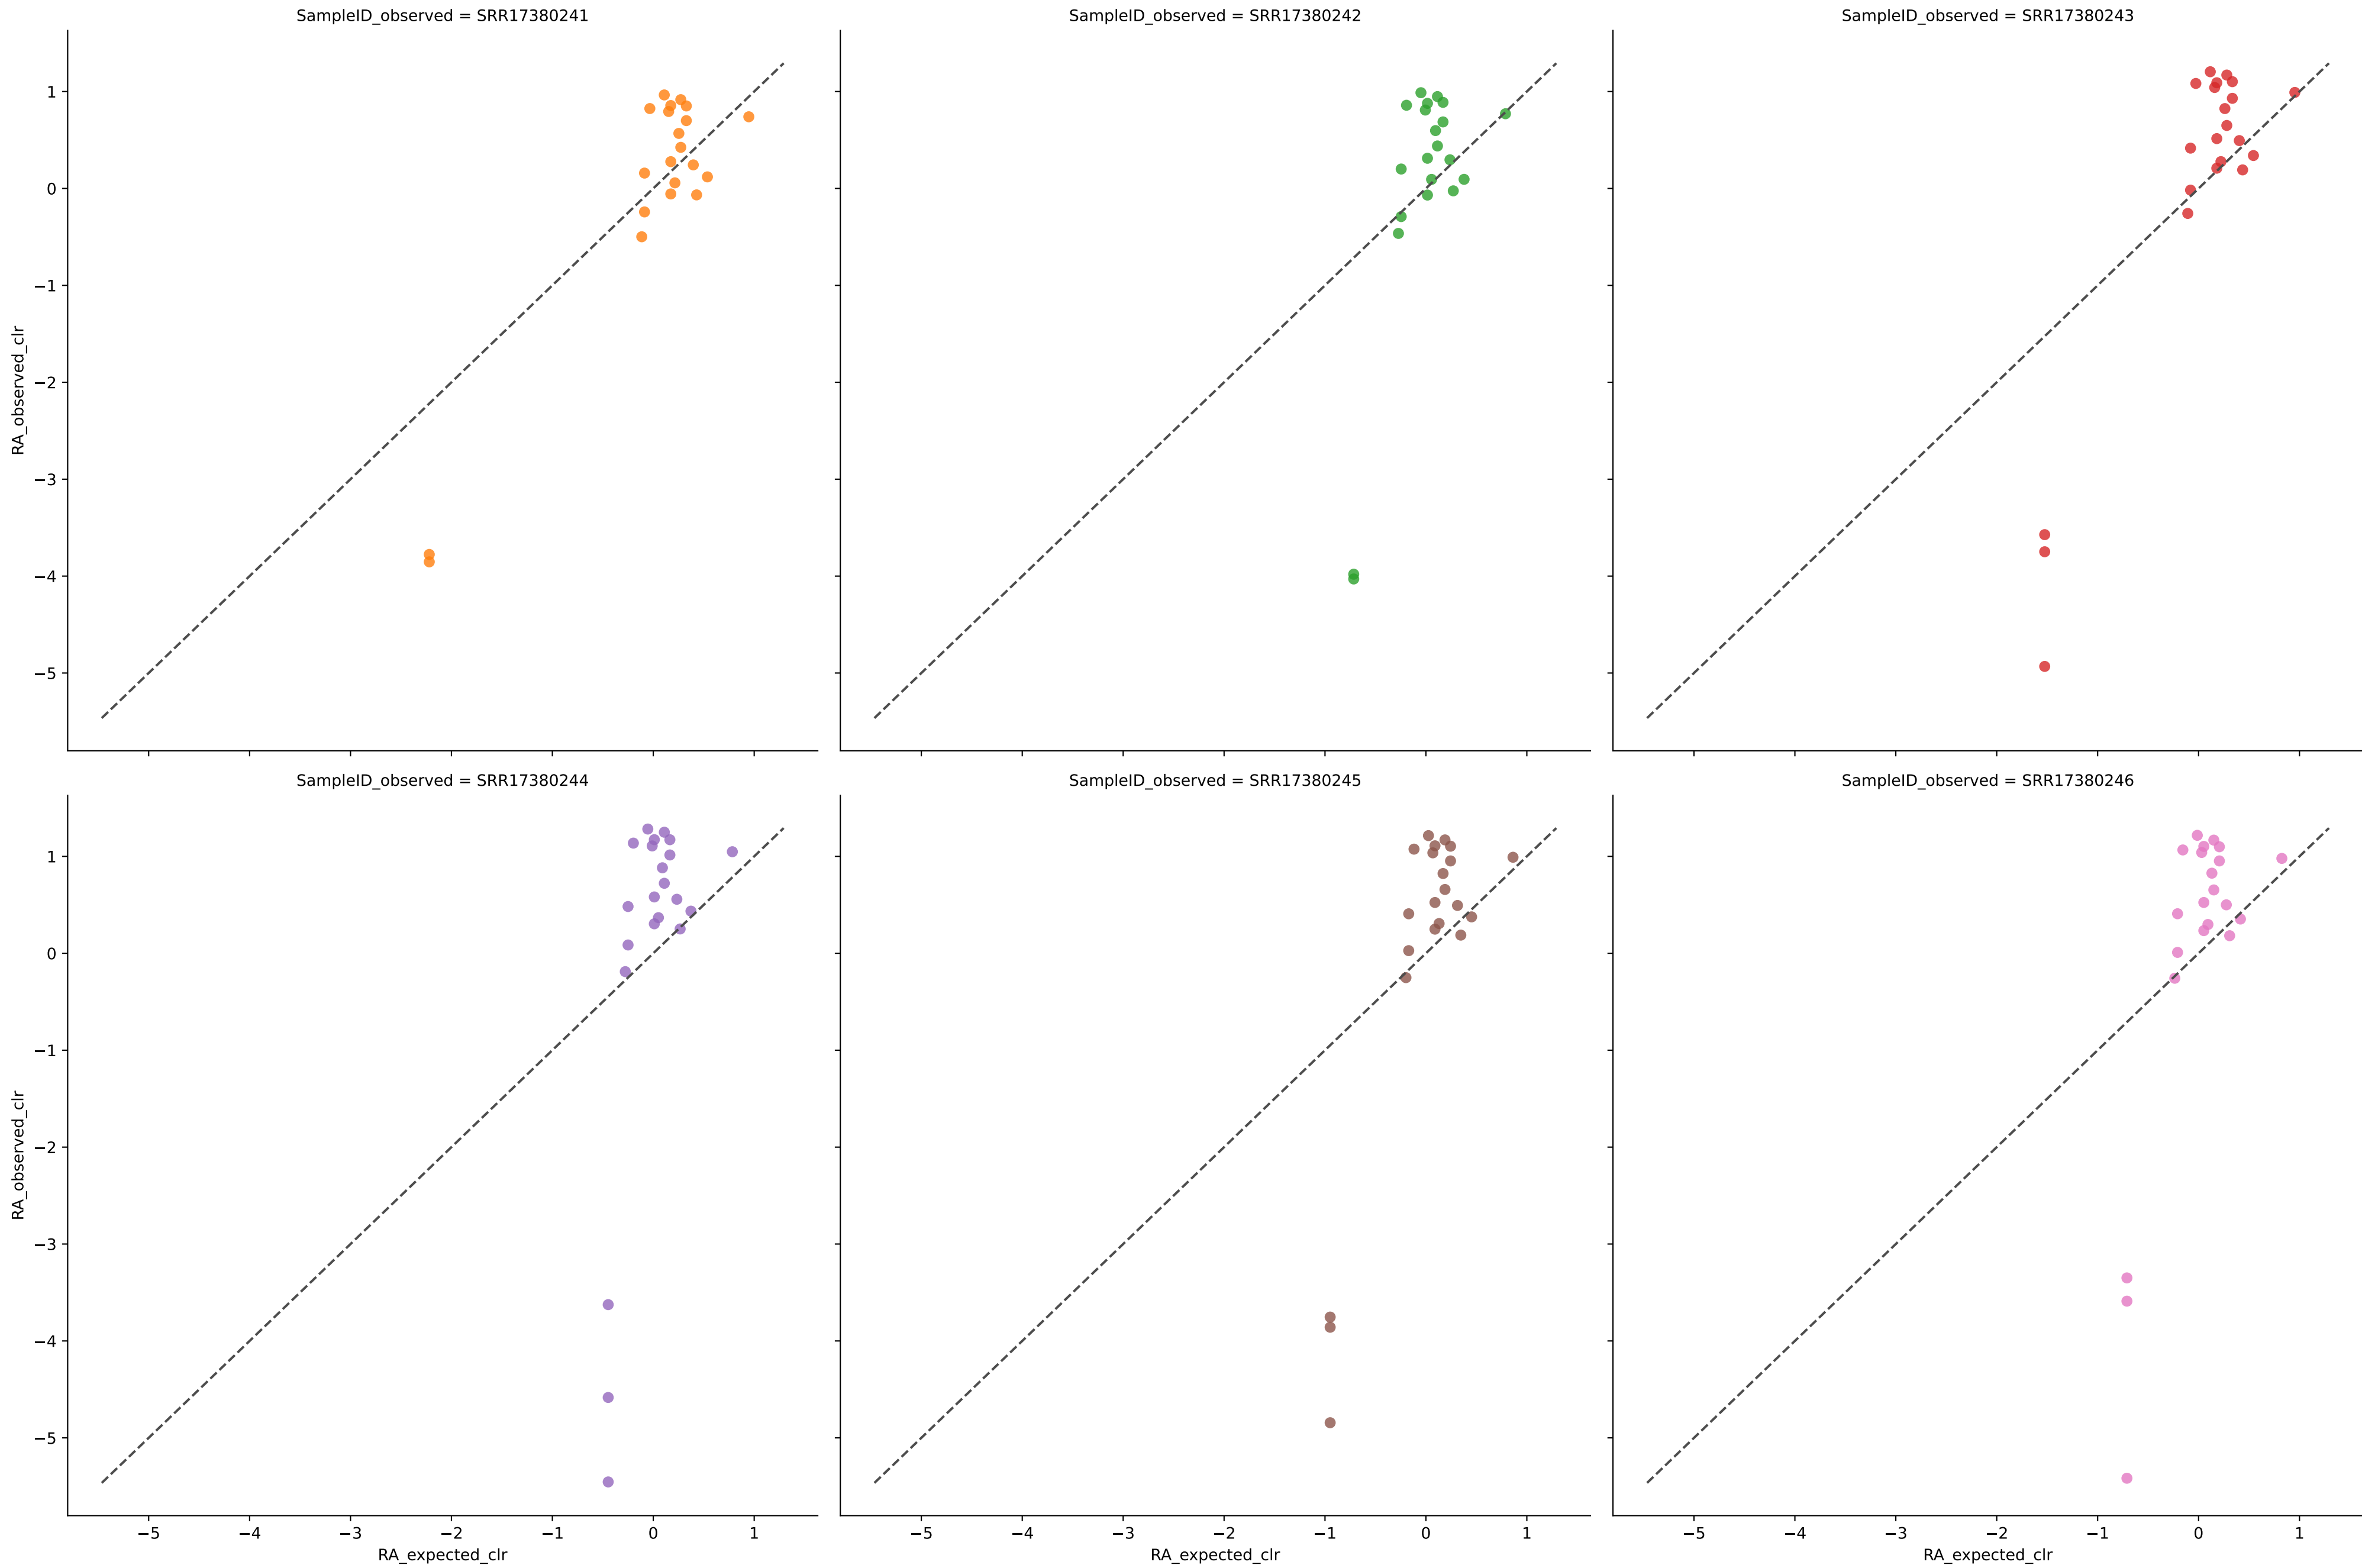 SampleID_observed = SRR17380241
SampleID_observed = SRR17380242
SampleID_observed = SRR17380243
RA_observed_clr
1
0
−1
−2
−3
−4
−5
SampleID_observed = SRR17380244
SampleID_observed = SRR17380245
SampleID_observed = SRR17380246
RA_observed_clr
1
0
−1
−2
−3
−4
−5
−5 −4 −3 −2 −1 0 1
−5 −4 −3 −2 −1 0 1
−5 −4 −3 −2 −1 0 1
RA_expected_clr
RA_expected_clr
RA_expected_clr